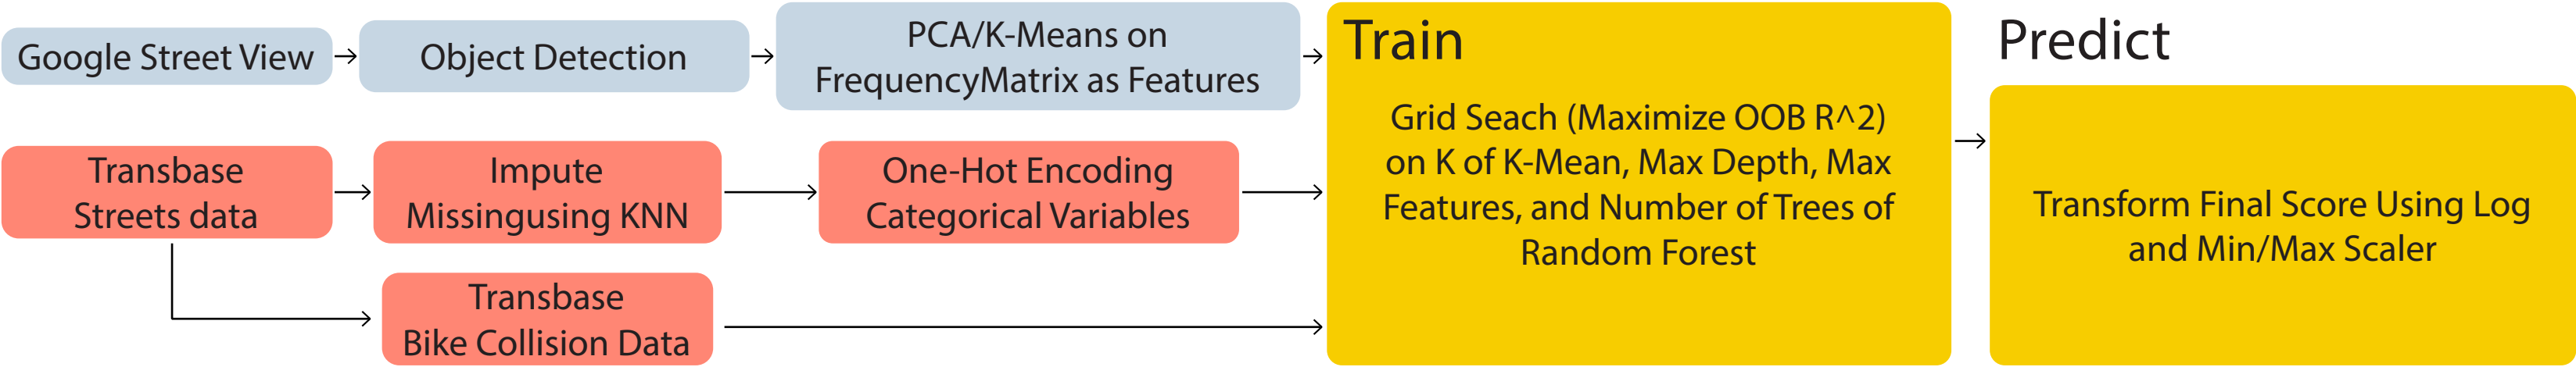 Google Street View
Object Detection
PCA/K-Means on
FrequencyMatrix as Features
Transbase
Streets data
Impute
Missingusing KNN
One-Hot Encoding
Categorical Variables
Transbase
Bike Collision Data
Train
Grid Seach (Maximize OOB R^2)
on K of K-Mean, Max Depth, Max
Features, and Number of Trees of
Random Forest
Predict
Transform Final Score Using Log
and Min/Max Scaler